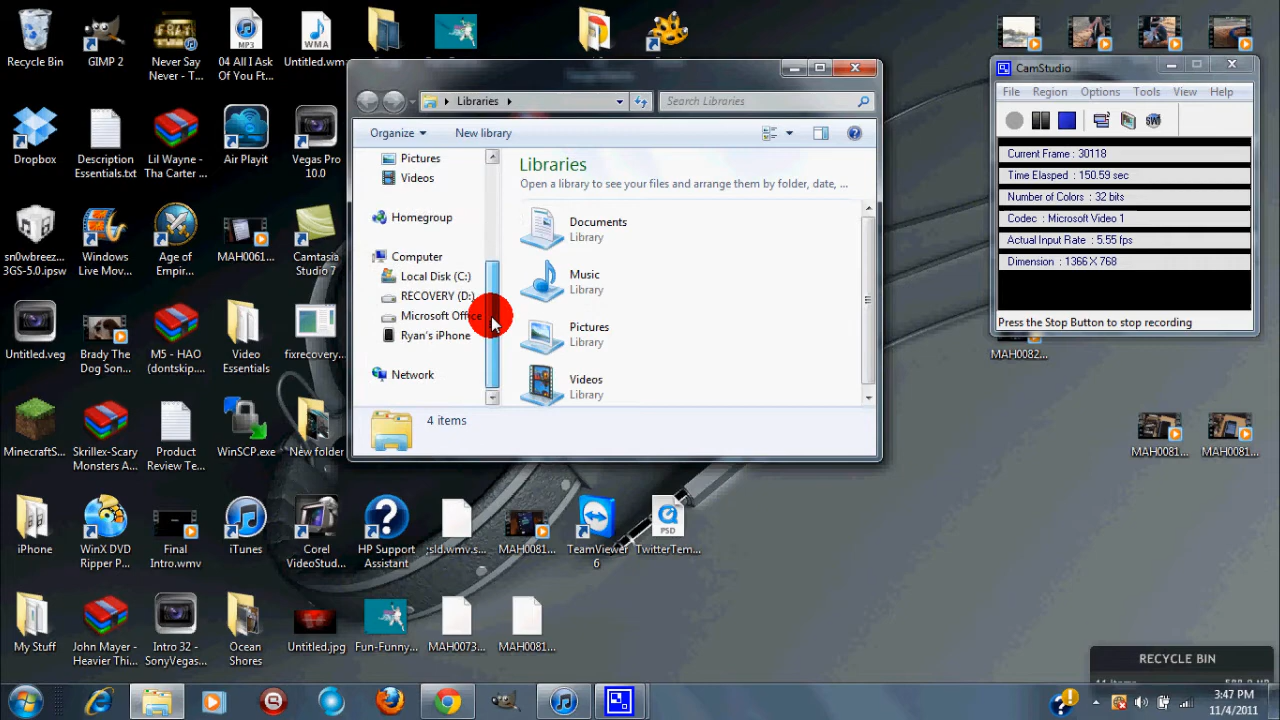 Recycle Bin
GIMP 2
Never Say
Never - T...
04 All I Ask
Of You Ft...
MP3
WMA
Untitled.wm
Dropbox
Description
Essentials.txt
Lil Wayne -
Tha Carter ...
Air Playit
Vegas Pro
10.0
sn0wbreez...
3GS-5.0.ipsw
Windows
Live Mov...
Age of
Empir...
MAH0061...
Camtasia
Studio 7
Untitled.veg
Brady The
Dog Son...
M5 - HAO
(dontskip....
Video
Essentials
fixrecovery...
MinecraftS...
Skrillex-Scary
Monsters A...
Product
Review Te...
WinSCP.exe
New folder
iPhone
WinX DVD
Ripper P...
Final
Intro.wmv
iTunes
Corel
VideoStud...
HP Support
Assistant
;sld.wmv.s...
MAH0081...
TeamViewer
6
PSD
TwitterTem...
My Stuff
John Mayer -
Heavier Thi...
Intro 32 -
SonyVegas...
Ocean
Shores
Untitled.jpg
Fun-Funny...
MAH0073...
MAH0081...
Libraries
Search Libraries
Organize
New library
Pictures
Videos
Homegroup
Computer
Local Disk (C:)
RECOVERY (D:)
Microsoft Office
Ryan's iPhone
Network
Libraries
Open a library to see your files and arrange them by folder, date, ...
Documents
Library
Music
Library
Pictures
Library
Videos
Library
4 items
CamStudio
File Region Options Tools View Help
SW
Current Frame : 30118
Time Elasped : 150.59 sec
Number of Colors : 32 bits
Codec : Microsoft Video 1
Actual Input Rate : 5.55 fps
Dimension : 1366 X 768
Press the Stop Button to stop recording
MAH0082...
MAH0081...
MAH0081...
RECYCLE BIN
3:47 PM
11/4/2011